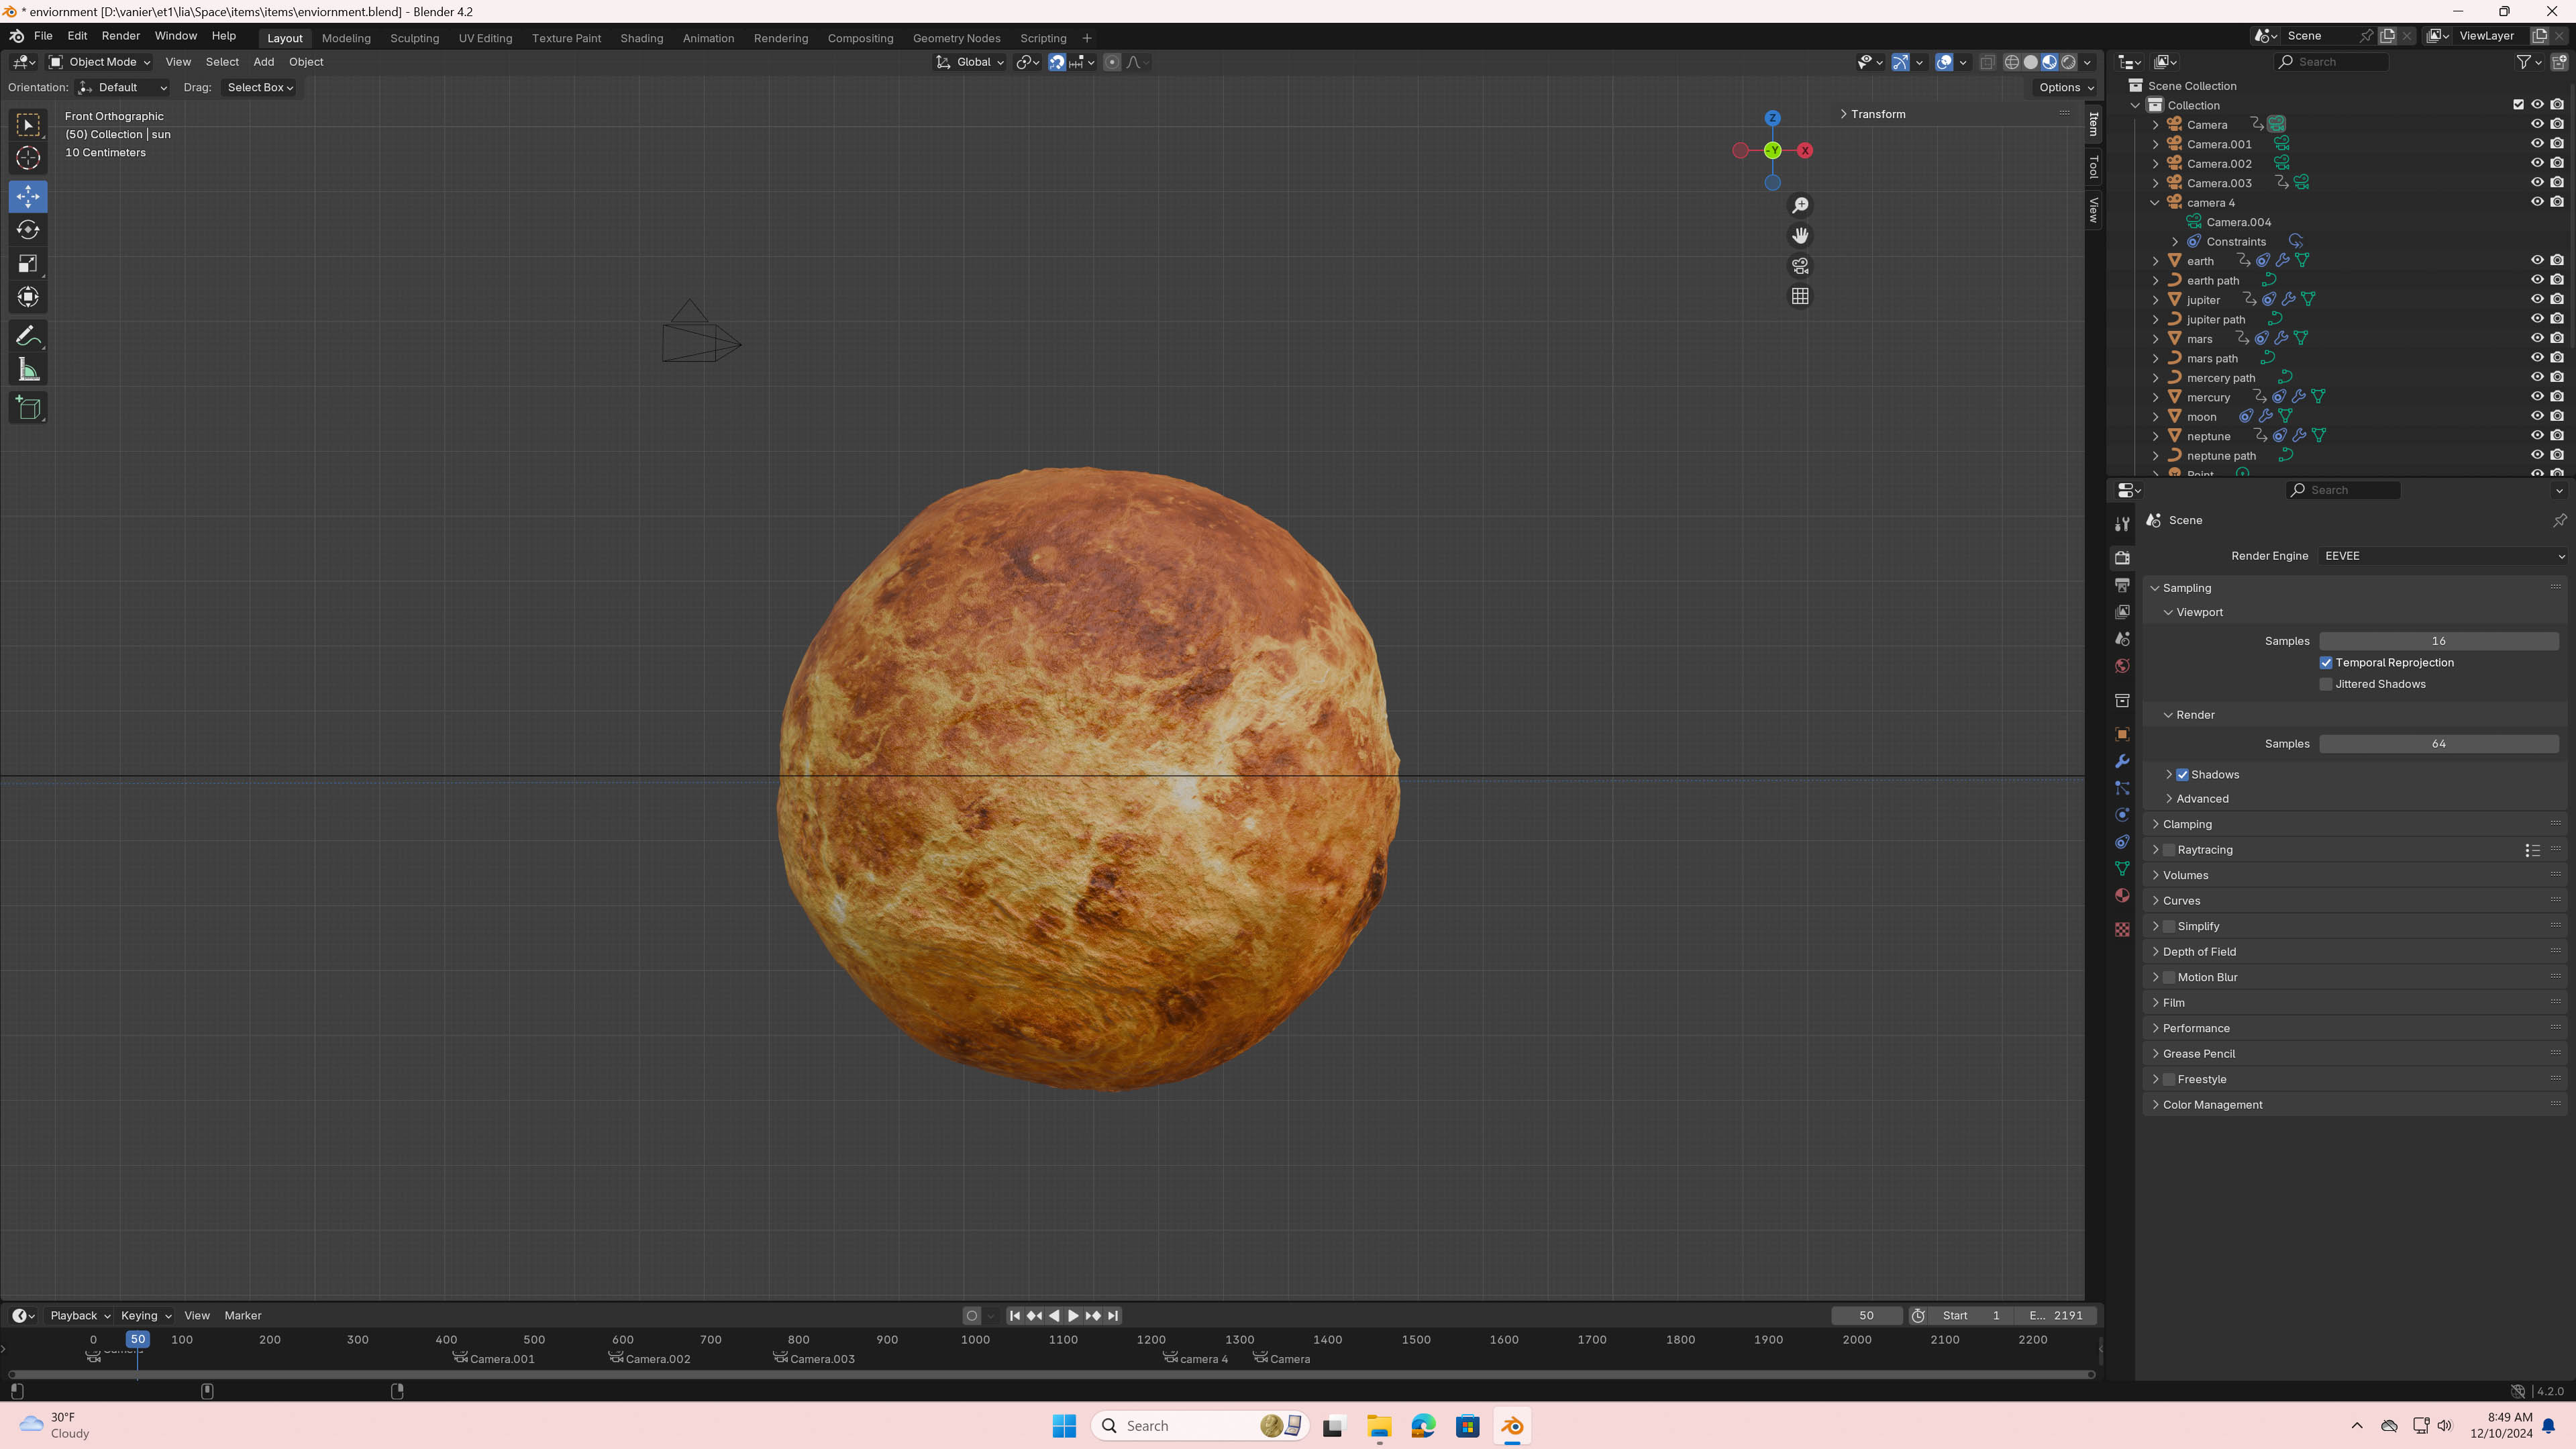 * enviornment [D:\vanier\et1\lia\Space\items\items\enviornment.blend] - Blender 4.2
File Edit Render Window Help Layout Modeling Sculpting UV Editing Texture Paint Shading Animation Rendering Compositing Geometry Nodes Scripting + Scene ViewLayer
Object Mode View Select Add Object Global Search
Orientation: Default Drag: Select Box Options
Front Orthographic
(50) Collection | sun
10 Centimeters
Transform
Z
-Y X
Item
Tool
View
Scene Collection
Collection
Camera
Camera.001
Camera.002
Camera.003
camera 4
Camera.004
Constraints
earth
earth path
jupiter
jupiter path
mars
mars path
mercery path
mercury
moon
neptune
neptune path
Point
Search
Scene
Render Engine EEVEE
Sampling
Viewport
Samples 16
Temporal Reprojection
Jittered Shadows
Render
Samples 64
Shadows
Advanced
Clamping
Raytracing
Volumes
Curves
Simplify
Depth of Field
Motion Blur
Film
Performance
Grease Pencil
Freestyle
Color Management
Playback Keying View Marker 50 Start 1 E... 2191
0 50 100 200 300 400 500 600 700 800 900 1000 1100 1200 1300 1400 1500 1600 1700 1800 1900 2000 2100 2200
Camera Camera.001 Camera.002 Camera.003 camera 4 Camera
4.2.0
30°F
Cloudy
Search
8:49 AM
12/10/2024